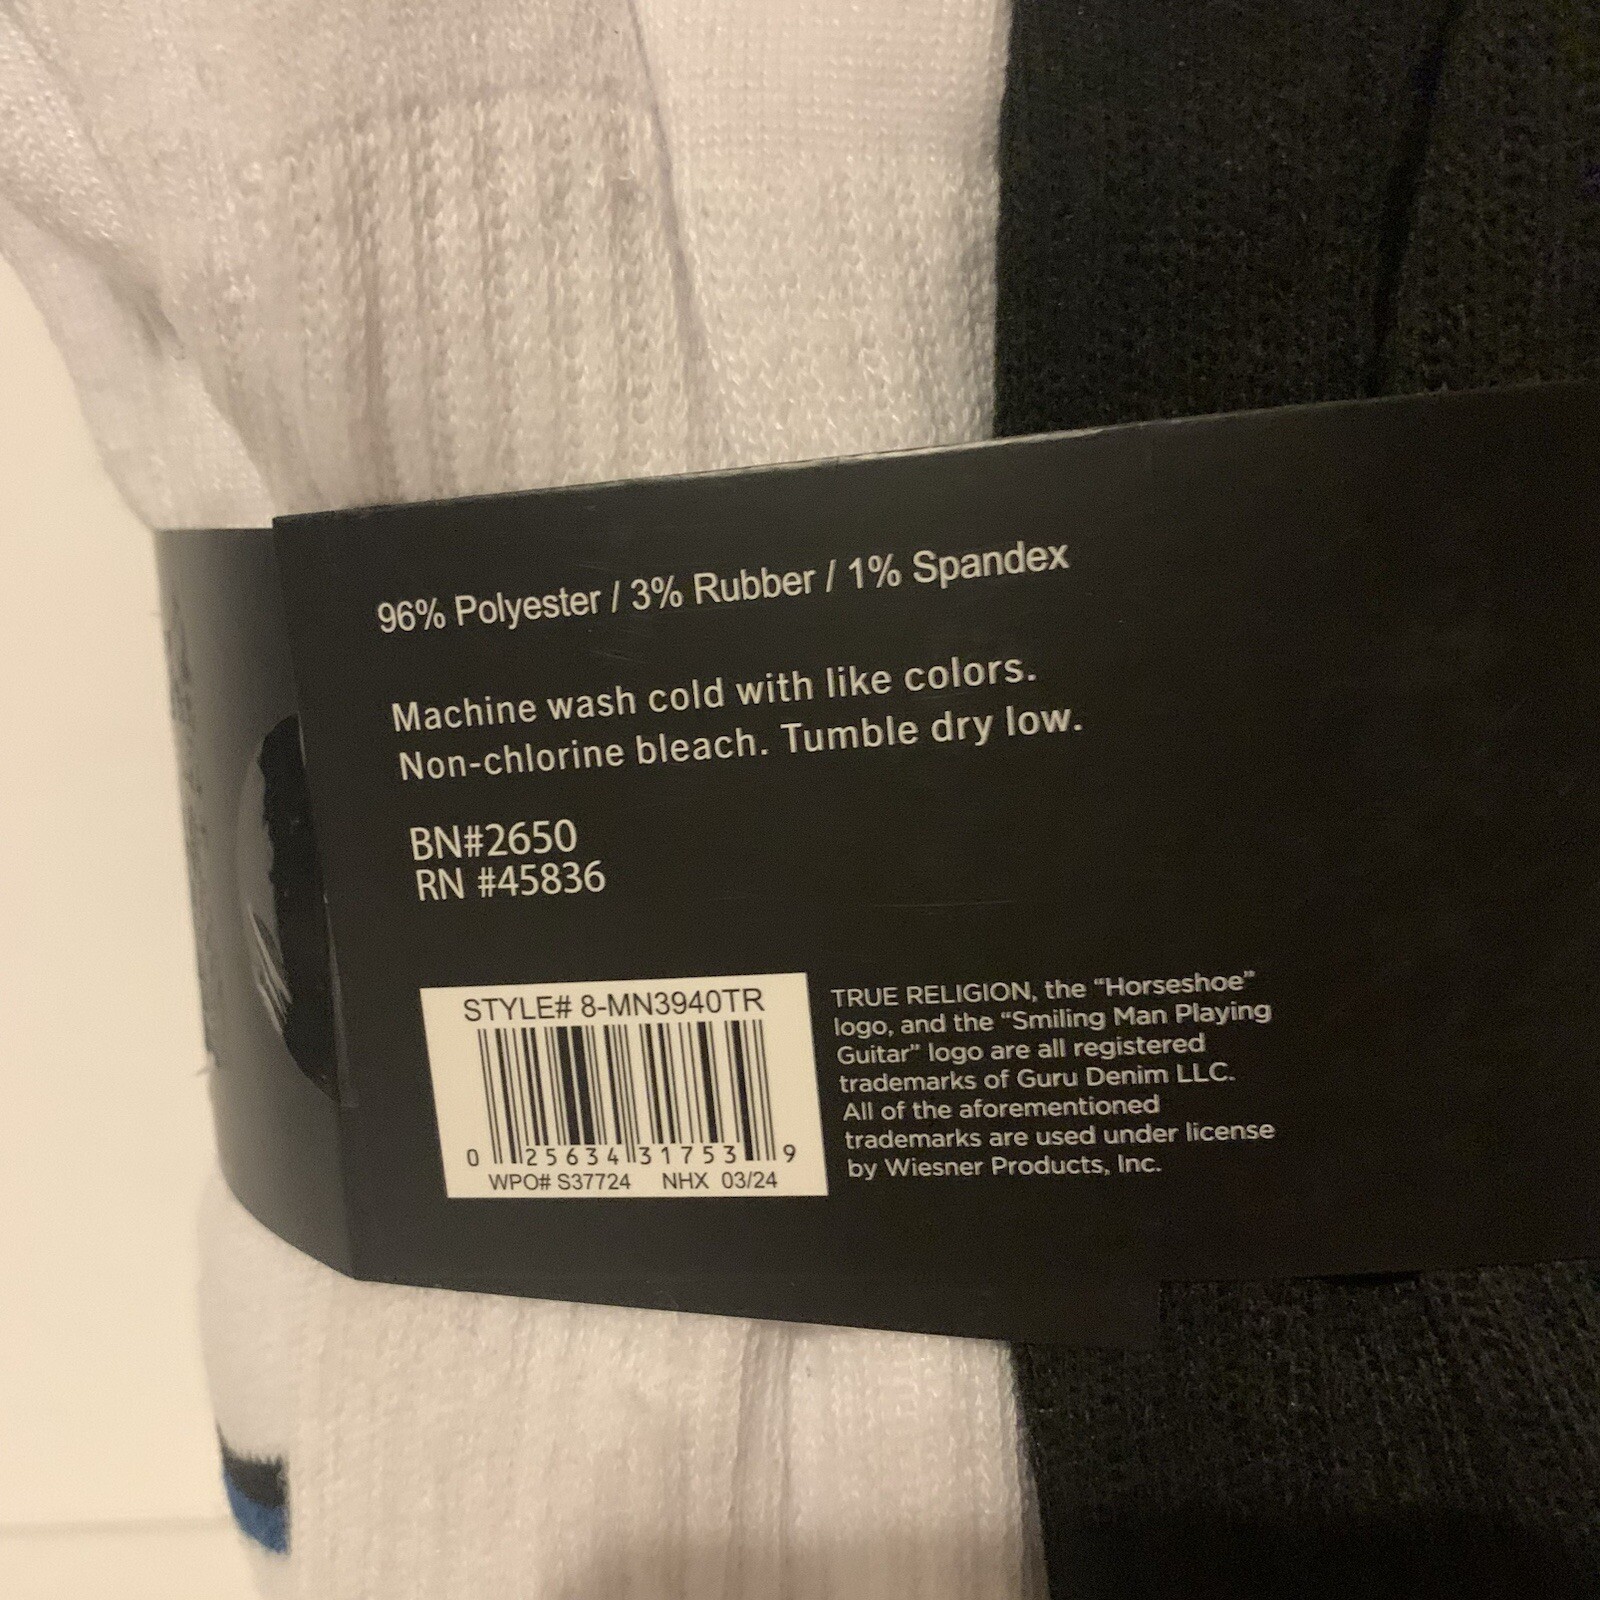 96% Polyester / 3% Rubber / 1% Spandex
Machine wash cold with like colors.
Non-chlorine bleach. Tumble dry low.
BN#2650
RN #45836
STYLE# 8-MN3940TR
0 25634 31753 9
WPO# S37724 NHX 03/24
TRUE RELIGION, the “Horseshoe”
logo, and the “Smiling Man Playing
Guitar” logo are all registered
trademarks of Guru Denim LLC.
All of the aforementioned
trademarks are used under license
by Wiesner Products, Inc.